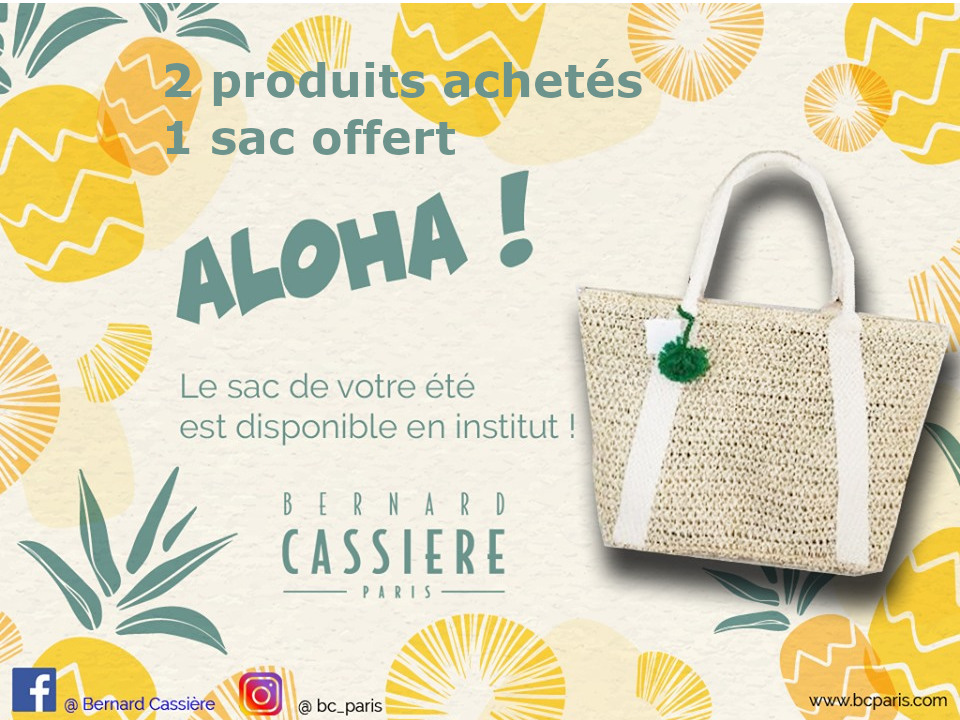 2 produits achetés
1 sac offert
ALOHA !
Le sac de votre été
est disponible en institut !
BERNARD
CASSIERE
PARIS
@ Bernard Cassière
@ bc_paris
www.bcparis.com